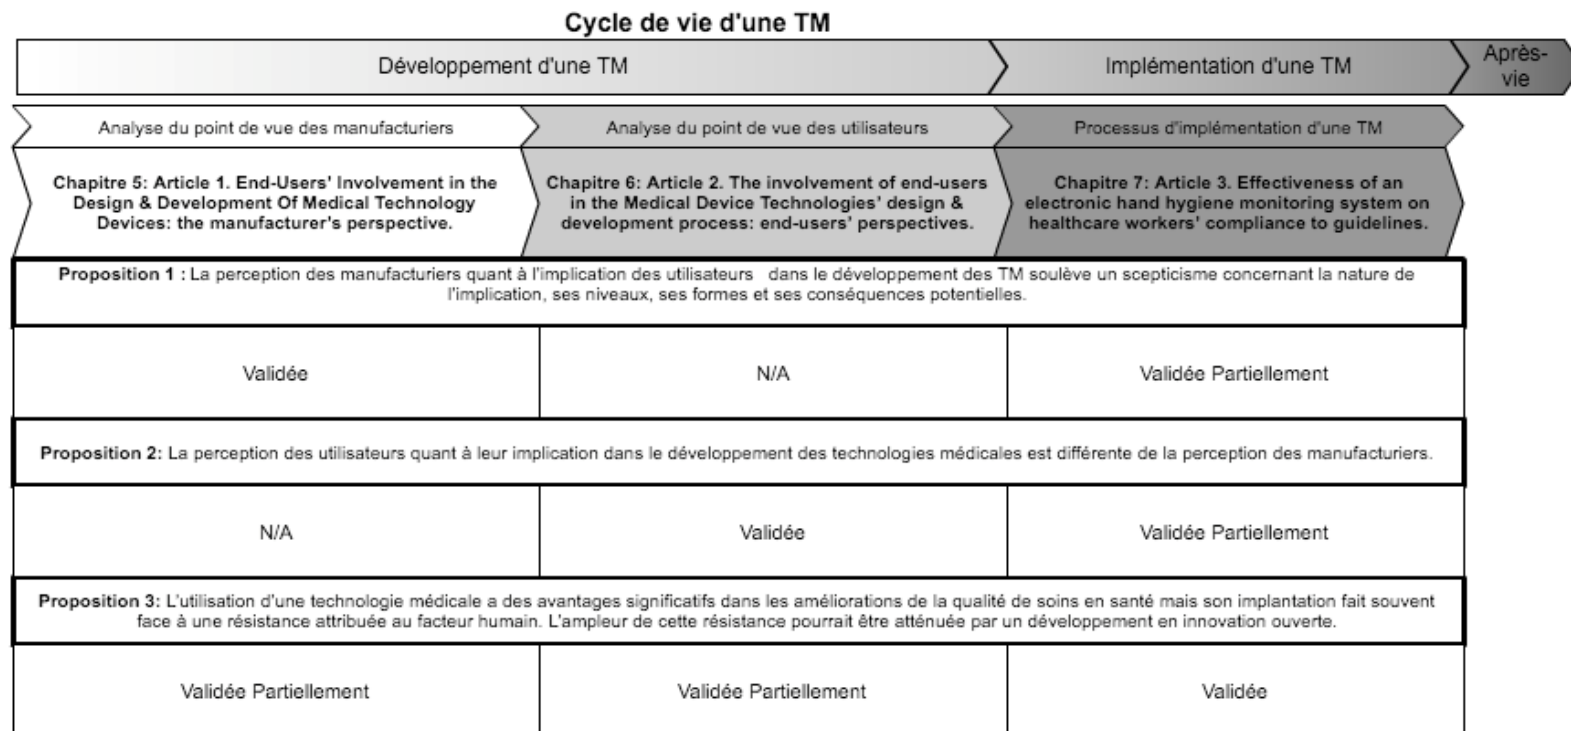 Cycle de vie d'une TM
Développement d'une TM
Implémentation d'une TM
Après-
vie
Analyse du point de vue des manufacturiers
Analyse du point de vue des utilisateurs
Processus d'implémentation d'une TM
Chapitre 5: Article 1. End-Users' Involvement in the
Design & Development Of Medical Technology
Devices: the manufacturer's perspective.
Chapitre 6: Article 2. The involvement of end-users
in the Medical Device Technologies' design &
development process: end-users' perspectives.
Chapitre 7: Article 3. Effectiveness of an
electronic hand hygiene monitoring system on
healthcare workers' compliance to guidelines.
Proposition 1 : La perception des manufacturiers quant à l'implication des utilisateurs dans le développement des TM soulève un scepticisme concernant la nature de
l'implication, ses niveaux, ses formes et ses conséquences potentielles.
Validée
N/A
Validée Partiellement
Proposition 2: La perception des utilisateurs quant à leur implication dans le développement des technologies médicales est différente de la perception des manufacturiers.
N/A
Validée
Validée Partiellement
Proposition 3: L'utilisation d'une technologie médicale a des avantages significatifs dans les améliorations de la qualité de soins en santé mais son implantation fait souvent
face à une résistance attribuée au facteur humain. L'ampleur de cette résistance pourrait être atténuée par un développement en innovation ouverte.
Validée Partiellement
Validée Partiellement
Validée